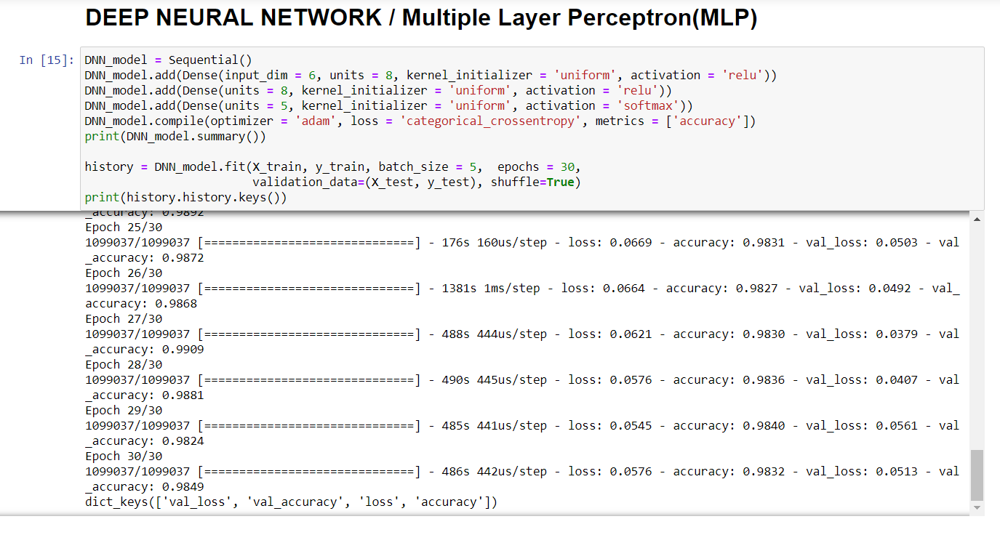 DEEP NEURAL NETWORK / Multiple Layer Perceptron(MLP)
In [15]: DNN_model = Sequential()
DNN_model.add(Dense(input_dim = 6, units = 8, kernel_initializer = 'uniform', activation = 'relu'))
DNN_model.add(Dense(units = 8, kernel_initializer = 'uniform', activation = 'relu'))
DNN_model.add(Dense(units = 5, kernel_initializer = 'uniform', activation = 'softmax'))
DNN_model.compile(optimizer = 'adam', loss = 'categorical_crossentropy', metrics = ['accuracy'])
print(DNN_model.summary())
history = DNN_model.fit(X_train, y_train, batch_size = 5,  epochs = 30,
validation_data=(X_test, y_test), shuffle=True)
print(history.history.keys())
_accuracy: 0.9892
Epoch 25/30
1099037/1099037 [==============================] - 176s 160us/step - loss: 0.0669 - accuracy: 0.9831 - val_loss: 0.0503 - val
_accuracy: 0.9872
Epoch 26/30
1099037/1099037 [==============================] - 1381s 1ms/step - loss: 0.0664 - accuracy: 0.9827 - val_loss: 0.0492 - val_
accuracy: 0.9868
Epoch 27/30
1099037/1099037 [==============================] - 488s 444us/step - loss: 0.0621 - accuracy: 0.9830 - val_loss: 0.0379 - val
_accuracy: 0.9909
Epoch 28/30
1099037/1099037 [==============================] - 490s 445us/step - loss: 0.0576 - accuracy: 0.9836 - val_loss: 0.0407 - val
_accuracy: 0.9881
Epoch 29/30
1099037/1099037 [==============================] - 485s 441us/step - loss: 0.0545 - accuracy: 0.9840 - val_loss: 0.0561 - val
_accuracy: 0.9824
Epoch 30/30
1099037/1099037 [==============================] - 486s 442us/step - loss: 0.0576 - accuracy: 0.9832 - val_loss: 0.0513 - val
_accuracy: 0.9849
dict_keys(['val_loss', 'val_accuracy', 'loss', 'accuracy'])